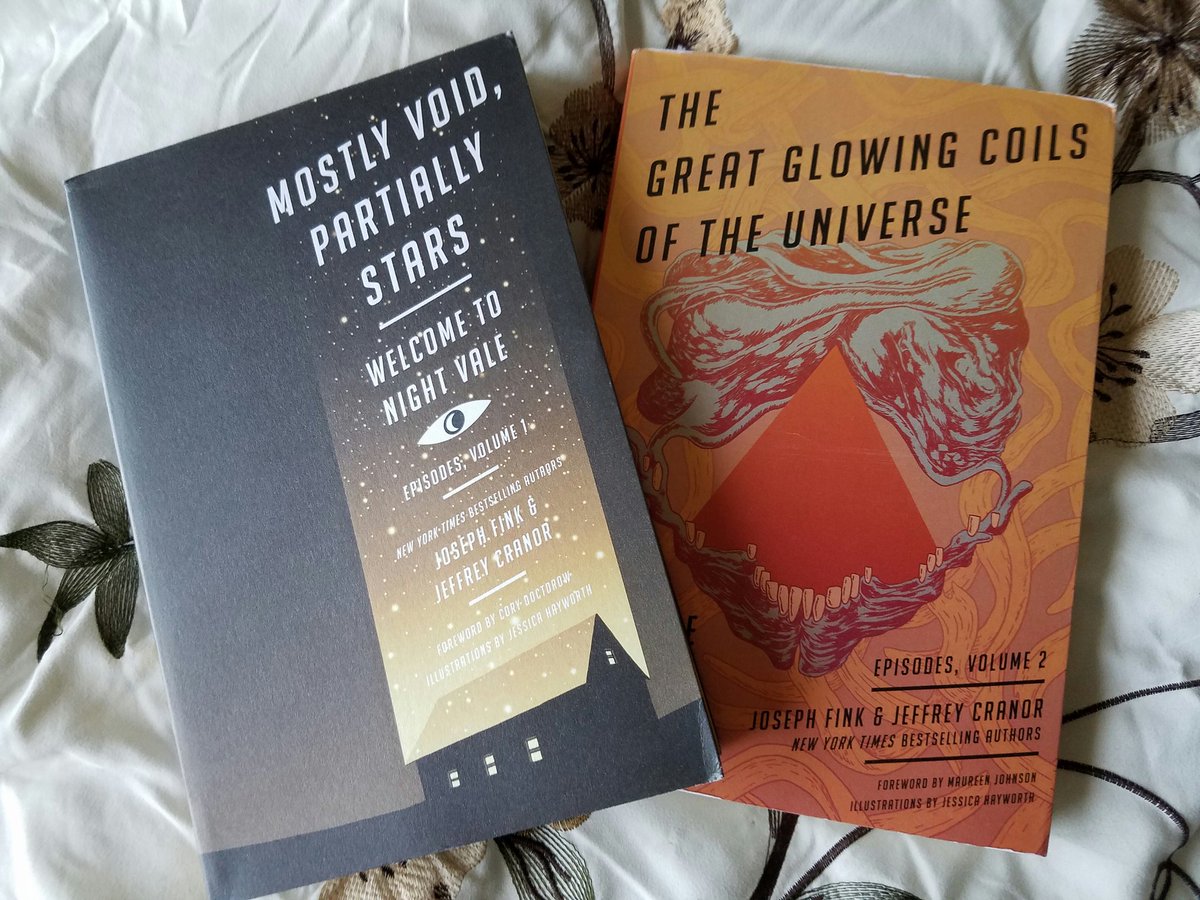 MOSTLY VOID,
PARTIALLY
STARS
WELCOME TO
NIGHT VALE
EPISODES, VOLUME 1
NEW YORK TIMES BESTSELLING AUTHORS
JOSEPH FINK &
JEFFREY CRANOR
FOREWORD BY CORY DOCTOROW
ILLUSTRATIONS BY JESSICA HAYWORTH
THE
GREAT GLOWING COILS
OF THE UNIVERSE
E
EPISODES, VOLUME 2
JOSEPH FINK & JEFFREY CRANOR
NEW YORK TIMES BESTSELLING AUTHORS
FOREWORD BY MAUREEN JOHNSON
ILLUSTRATIONS BY JESSICA HAYWORTH